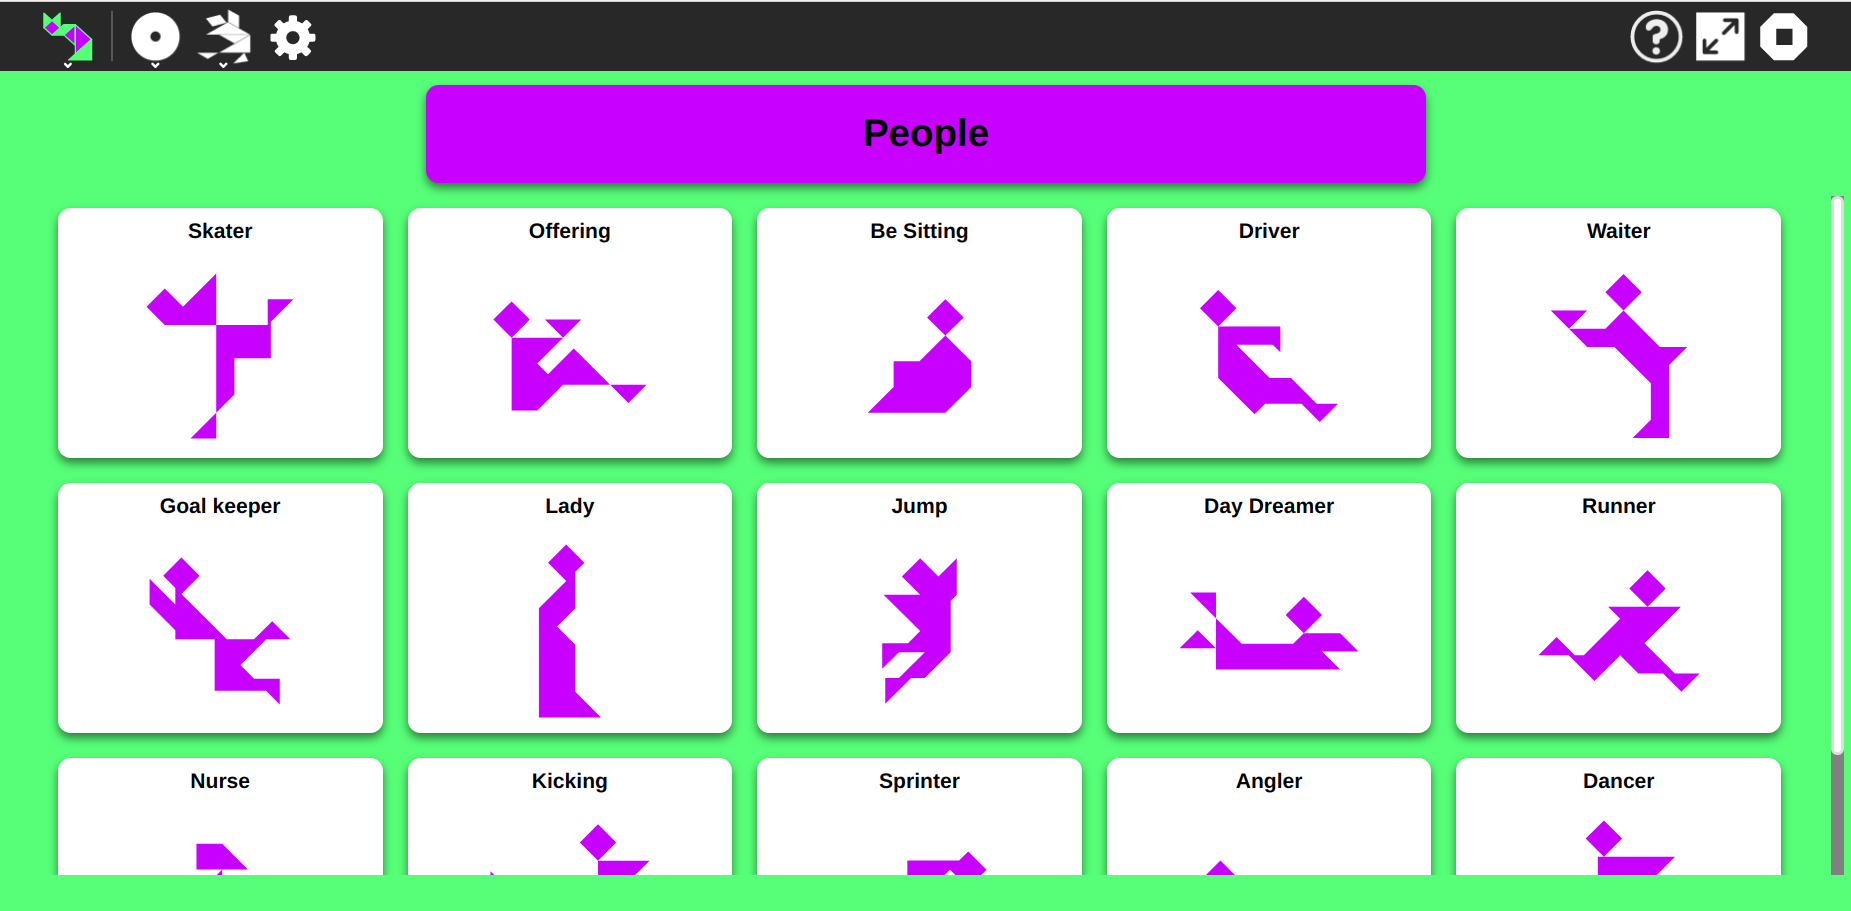 People
Skater
Offering
Be Sitting
Driver
Waiter
Goal keeper
Lady
Jump
Day Dreamer
Runner
Nurse
Kicking
Sprinter
Angler
Dancer